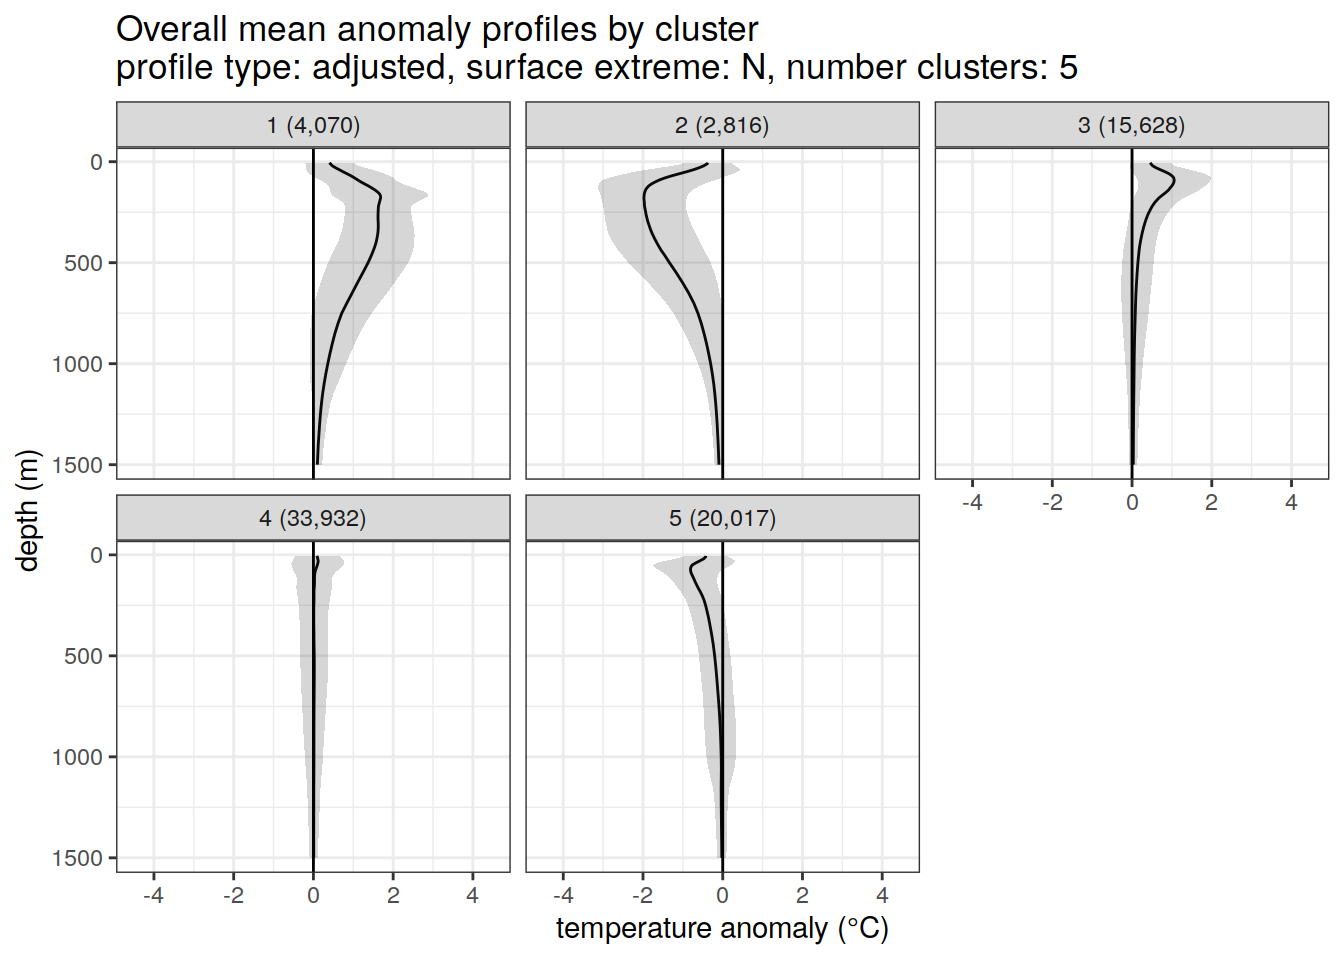 Overall mean anomaly profiles by cluster
profile type: adjusted, surface extreme: N, number clusters: 5
1 (4,070)
2 (2,816)
3 (15,628)
0
500
1000
1500
-4 -2 0 2 4
4 (33,932)
5 (20,017)
0
500
1000
1500
-4 -2 0 2 4
-4 -2 0 2 4
depth (m)
temperature anomaly (°C)